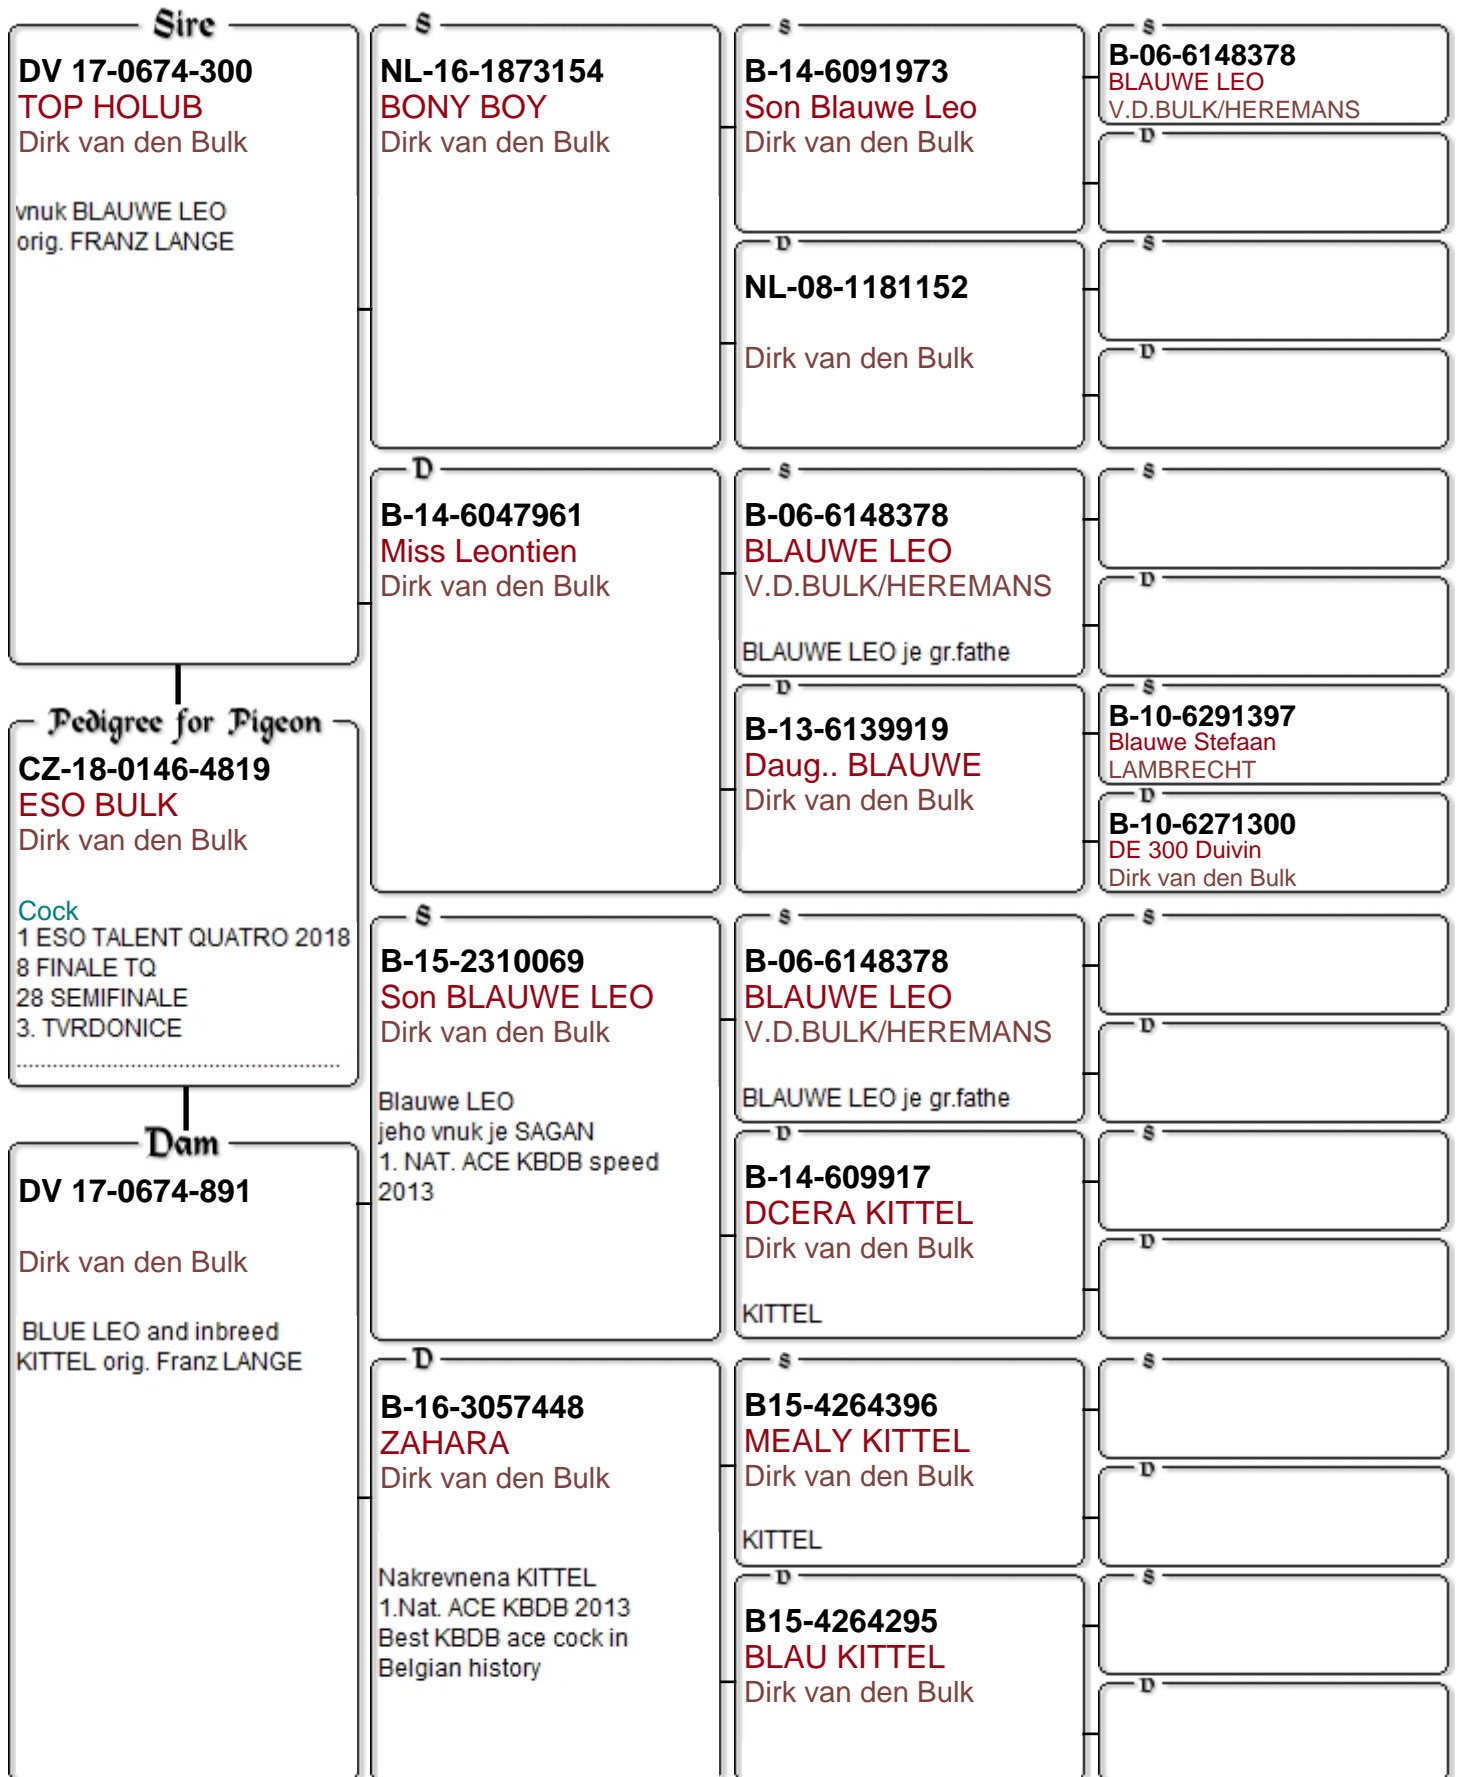 Sire
DV 17-0674-300
TOP HOLUB
Dirk van den Bulk
vnuk BLAUWE LEO
orig. FRANZ LANGE
Pedigree for Pigeon
CZ-18-0146-4819
ESO BULK
Dirk van den Bulk
Cock
1 ESO TALENT QUATRO 2018
8 FINALE TQ
28 SEMIFINALE
3. TVRDONICE
......................................................
Dam
DV 17-0674-891
Dirk van den Bulk
BLUE LEO and inbreed
KITTEL orig. Franz LANGE
S
NL-16-1873154
BONY BOY
Dirk van den Bulk
D
B-14-6047961
Miss Leontien
Dirk van den Bulk
S
B-15-2310069
Son BLAUWE LEO
Dirk van den Bulk
Blauwe LEO
jeho vnuk je SAGAN
1. NAT. ACE KBDB speed
2013
D
B-16-3057448
ZAHARA
Dirk van den Bulk
Nakrevnena KITTEL
1.Nat. ACE KBDB 2013
Best KBDB ace cock in
Belgian history
S
B-14-6091973
Son Blauwe Leo
Dirk van den Bulk
D
NL-08-1181152
Dirk van den Bulk
S
B-06-6148378
BLAUWE LEO
V.D.BULK/HEREMANS
BLAUWE LEO je gr.fathe
D
B-13-6139919
Daug.. BLAUWE
Dirk van den Bulk
S
B-06-6148378
BLAUWE LEO
V.D.BULK/HEREMANS
BLAUWE LEO je gr.fathe
D
B-14-609917
DCERA KITTEL
Dirk van den Bulk
KITTEL
S
B15-4264396
MEALY KITTEL
Dirk van den Bulk
KITTEL
D
B15-4264295
BLAU KITTEL
Dirk van den Bulk
S
B-06-6148378
BLAUWE LEO
V.D.BULK/HEREMANS
D
S
D
S
D
S
B-10-6291397
Blauwe Stefaan
LAMBRECHT
D
B-10-6271300
DE 300 Duivin
Dirk van den Bulk
S
D
S
D
S
D
S
D